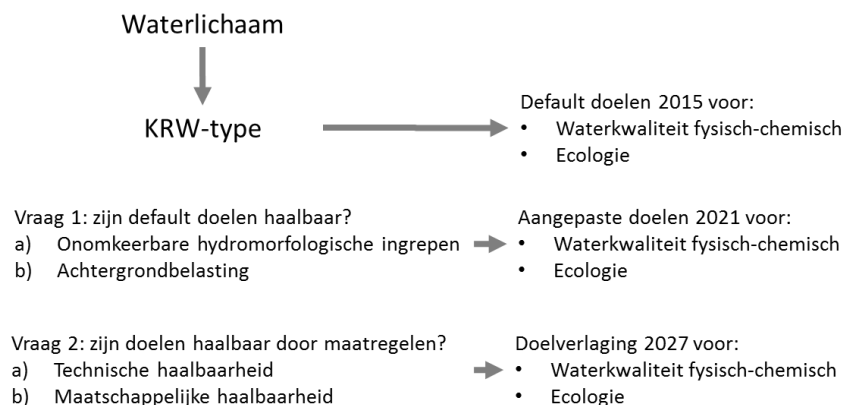 Waterlichaam
KRW-type
Default doelen 2015 voor:
• Waterkwaliteit fysisch-chemisch
• Ecologie
Vraag 1: zijn default doelen haalbaar?
a) Onomkeerbare hydromorfologische ingrepen
b) Achtergrondbelasting
Aangepaste doelen 2021 voor:
• Waterkwaliteit fysisch-chemisch
• Ecologie
Vraag 2: zijn doelen haalbaar door maatregelen?
a) Technische haalbaarheid
b) Maatschappelijke haalbaarheid
Doelverlaging 2027 voor:
• Waterkwaliteit fysisch-chemisch
• Ecologie